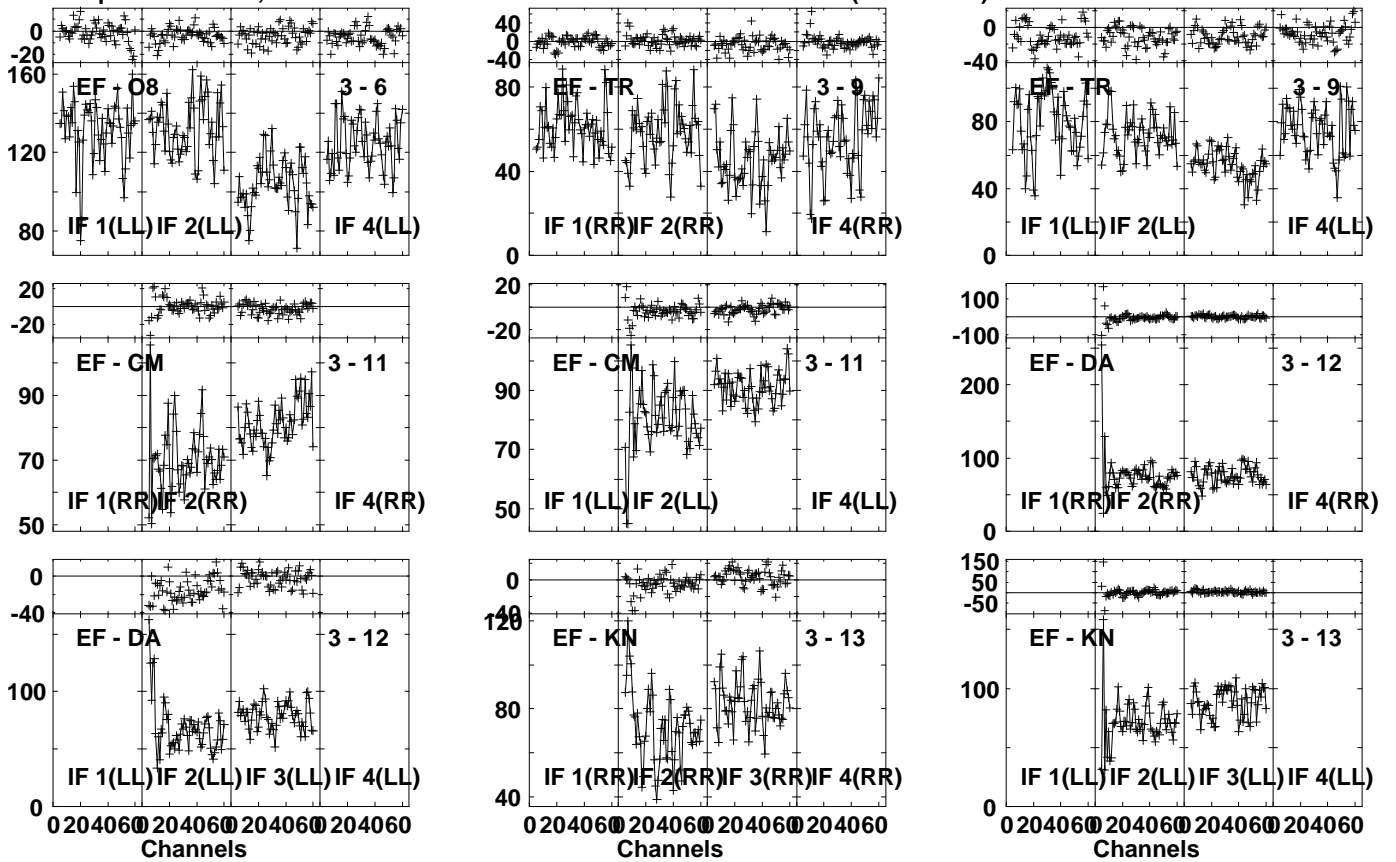 20
0
-20
160
120
80
EF - O8
3 - 6
IF 1(LL)
IF 2(LL)
IF 4(LL)
40
20
0
-20
-40
80
40
0
EF - TR
3 - 9
IF 1(RR)
IF 2(RR)
IF 4(RR)
0
-40
80
40
0
EF - TR
3 - 9
IF 1(LL)
IF 2(LL)
IF 4(LL)
20
-20
90
70
50
EF - CM
3 - 11
IF 1(RR)
IF 2(RR)
IF 4(RR)
20
-20
90
70
50
EF - CM
3 - 11
IF 1(LL)
IF 2(LL)
IF 4(LL)
100
-100
200
100
0
EF - DA
3 - 12
IF 1(RR)
IF 2(RR)
IF 4(RR)
0
-40
100
0
EF - DA
3 - 12
IF 1(LL)
IF 2(LL)
IF 3(LL)
IF 4(LL)
0 20 40 60 0 20 40 60 0 20 40 60 0 20 40 60
Channels
0
-40
120
80
40
EF - KN
3 - 13
IF 1(RR)
IF 2(RR)
IF 3(RR)
IF 4(RR)
0 20 40 60 0 20 40 60 0 20 40 60 0 20 40 60
Channels
150
50
-50
100
0
EF - KN
3 - 13
IF 1(LL)
IF 2(LL)
IF 3(LL)
IF 4(LL)
0 20 40 60 0 20 40 60 0 20 40 60 0 20 40 60
Channels